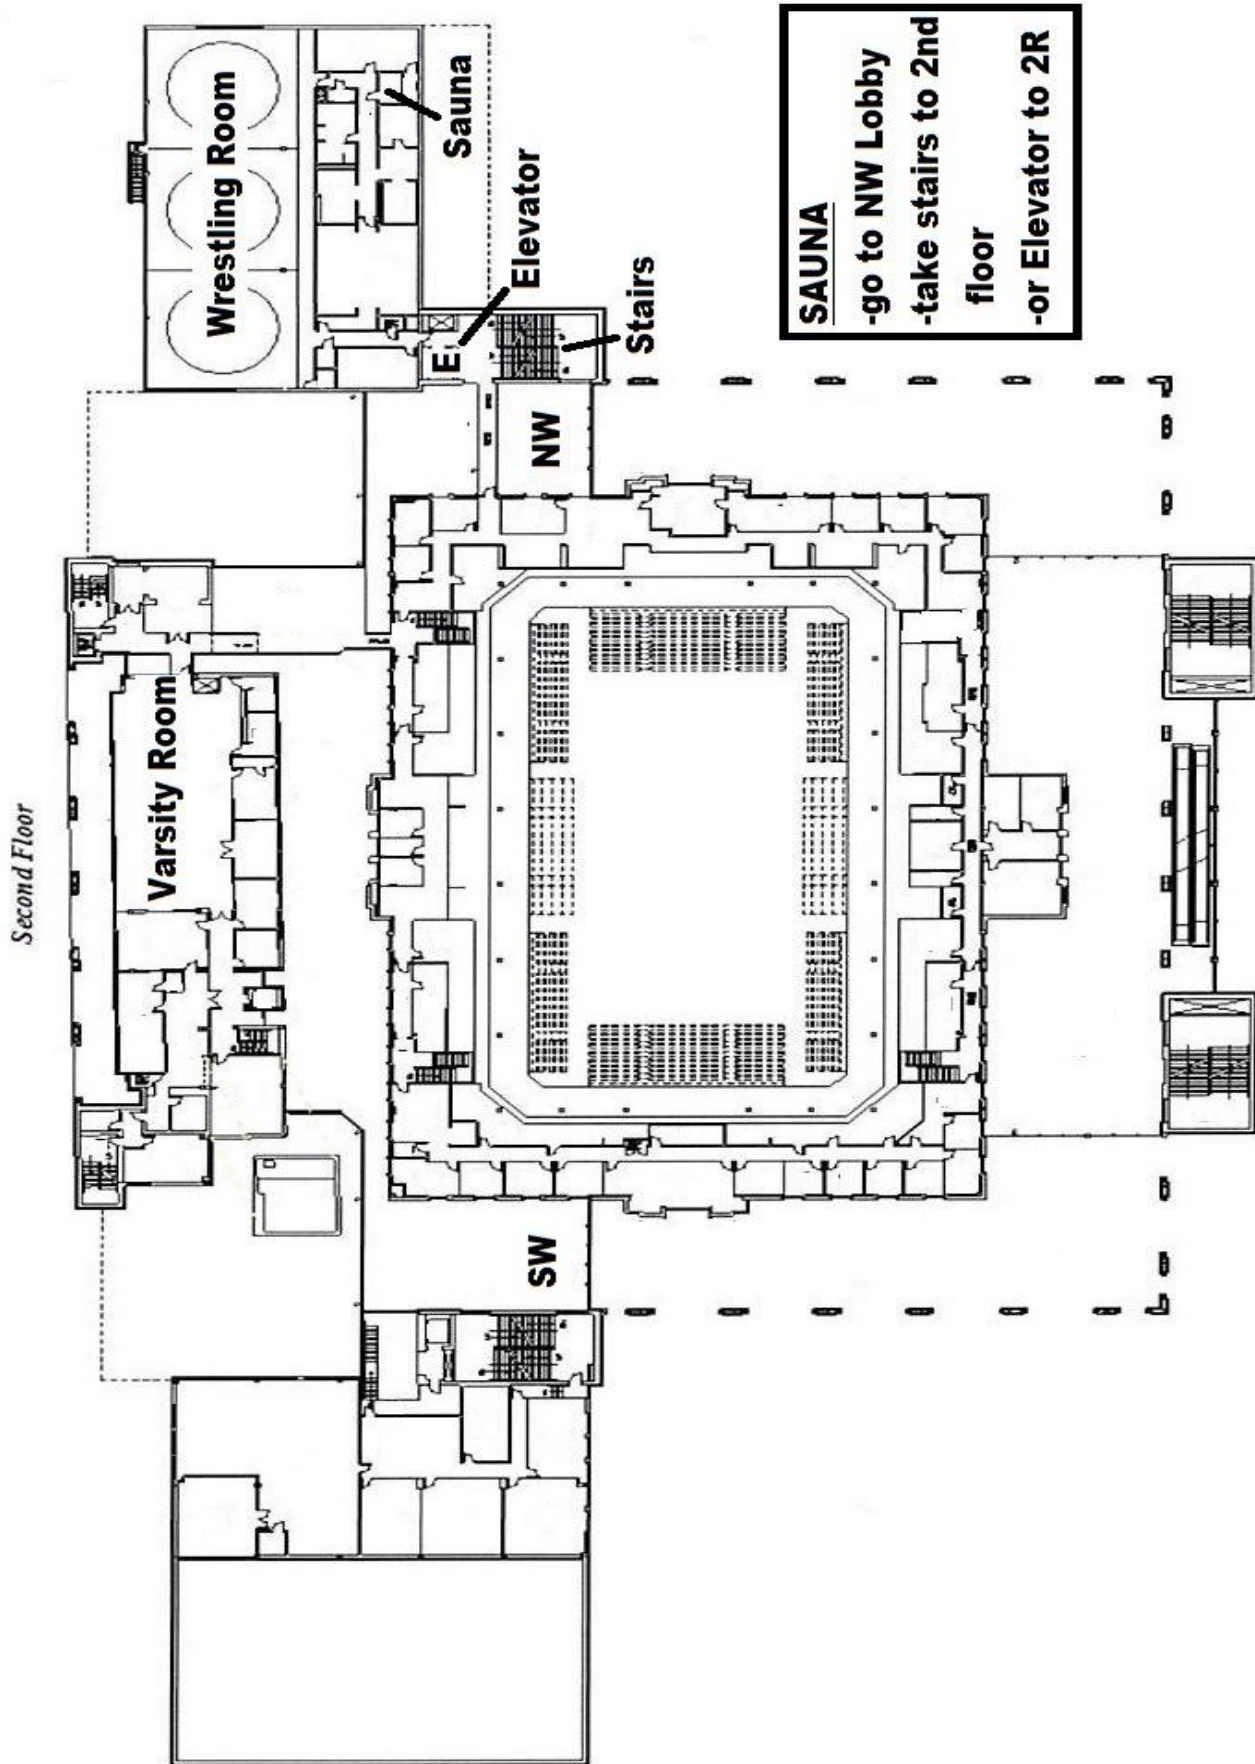 Second Floor
Wrestling Room
Sauna
Elevator
E
Stairs
NW
Varsity Room
SW
SAUNA
-go to NW Lobby
-take stairs to 2nd
floor
-or Elevator to 2R